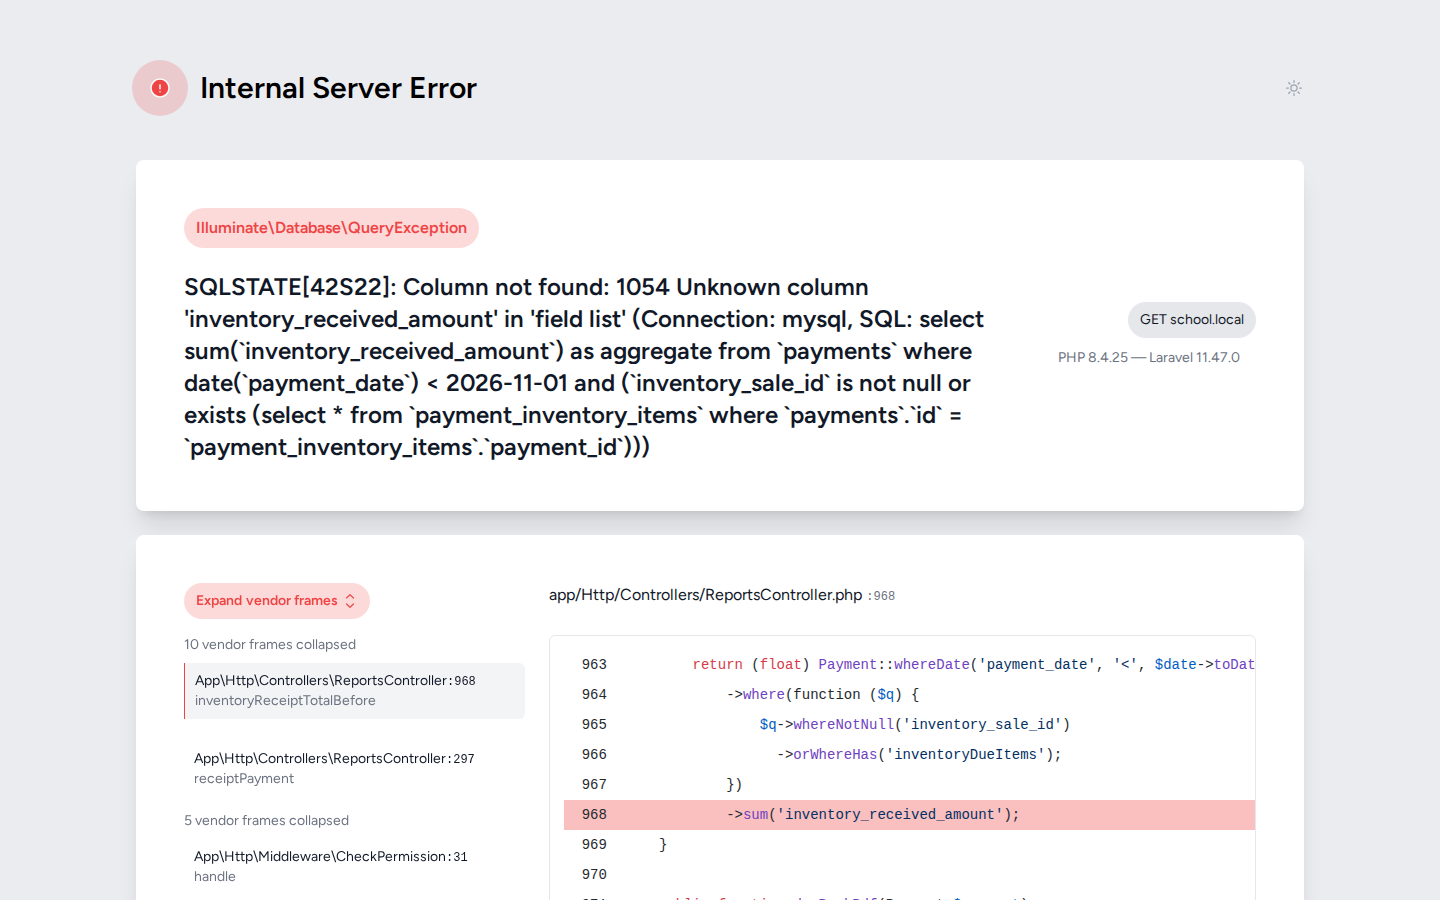 Internal Server Error
Illuminate\Database\QueryException
SQLSTATE[42S22]: Column not found: 1054 Unknown column
'inventory_received_amount' in 'field list' (Connection: mysql, SQL: select
sum(`inventory_received_amount`) as aggregate from `payments` where
date(`payment_date`) < 2026-11-01 and (`inventory_sale_id` is not null or
exists (select * from `payment_inventory_items` where `payments`.`id` =
`payment_inventory_items`.`payment_id`)))
GET school.local
PHP 8.4.25 — Laravel 11.47.0
Expand vendor frames
10 vendor frames collapsed
App\Http\Controllers\ReportsController:968
inventoryReceiptTotalBefore
App\Http\Controllers\ReportsController:297
receiptPayment
5 vendor frames collapsed
App\Http\Middleware\CheckPermission:31
handle
app/Http/Controllers/ReportsController.php :968
963 return (float) Payment::whereDate('payment_date', '<', $date->toDat
964 ->where(function ($q) {
965 $q->whereNotNull('inventory_sale_id')
966 ->orWhereHas('inventoryDueItems');
967 })
968 ->sum('inventory_received_amount');
969 }
970